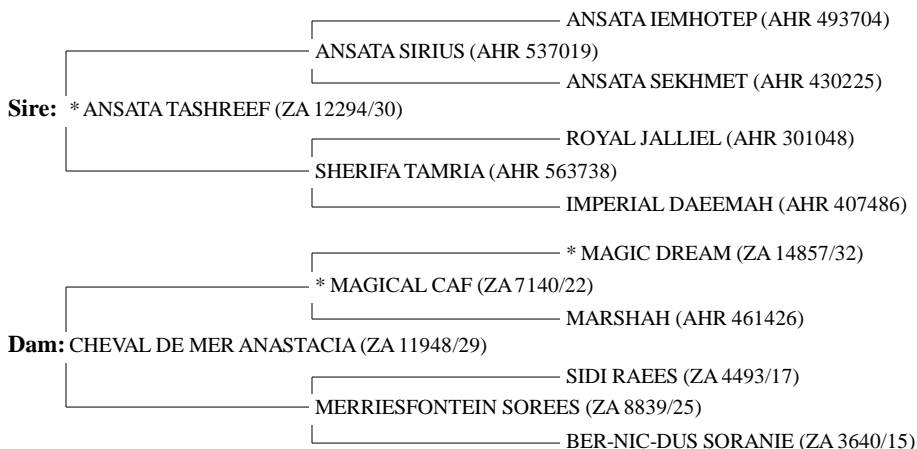 ANSATA IEMHOTEP (AHR 493704)
ANSATA SIRIUS (AHR 537019)
ANSATA SEKHMET (AHR 430225)
Sire: * ANSATA TASHREEF (ZA 12294/30)
ROYAL JALLIEL (AHR 301048)
SHERIFA TAMRIA (AHR 563738)
IMPERIAL DAEEMAH (AHR 407486)
* MAGIC DREAM (ZA 14857/32)
* MAGICAL CAF (ZA 7140/22)
MARSHAH (AHR 461426)
Dam: CHEVAL DE MER ANASTACIA (ZA 11948/29)
SIDI RAEES (ZA 4493/17)
MERRIESFONTEIN SOREES (ZA 8839/25)
BER-NIC-DUS SORANIE (ZA 3640/15)